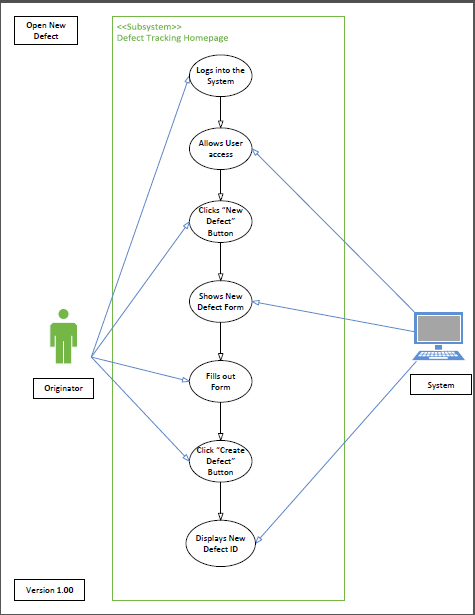 Open New
Defect
<<Subsystem>>
Defect Tracking Homepage
Logs into the
System
Allows User
access
Clicks “New
Defect”
Button
Shows New
Defect Form
Fills out
Form
Originator
System
Click “Create
Defect”
Button
Displays New
Defect ID
Version 1.00